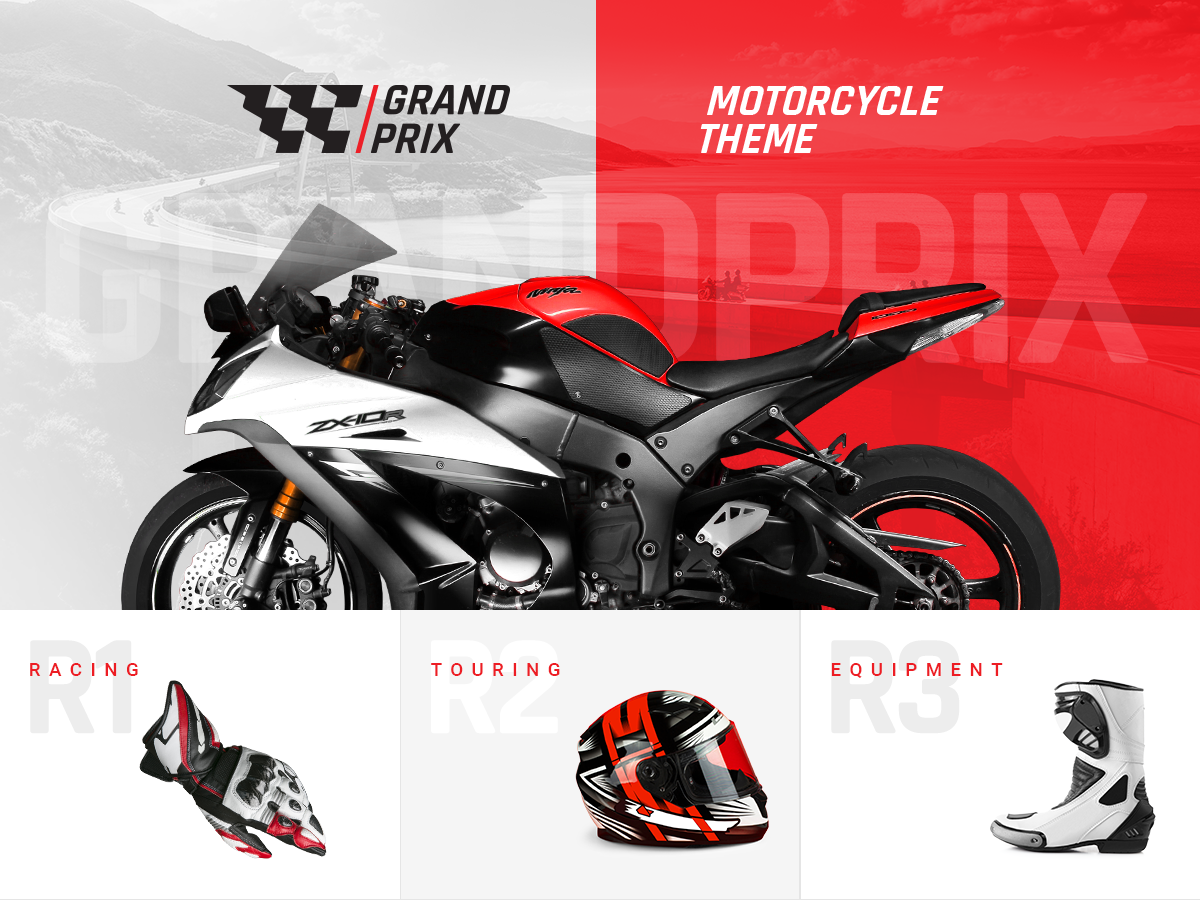 GRAND
PRIX
MOTORCYCLE
THEME
GRANDPRIX
Ninja
ZX-10R
R1
RACING
R2
TOURING
R3
EQUIPMENT